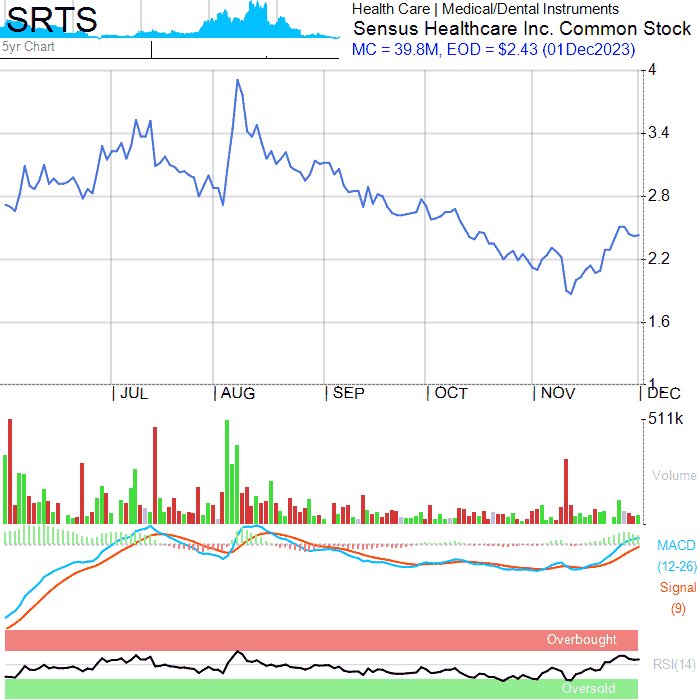 SRTS
5yr Chart
Health Care | Medical/Dental Instruments
Sensus Healthcare Inc. Common Stock
MC = 39.8M, EOD = $2.43 (01Dec2023)
4
3.4
2.8
2.2
1.6
1
| JUL | AUG | SEP | OCT | NOV | DEC
511k
Volume
MACD
(12-26)
Signal
(9)
Overbought
RSI(14)
Oversold